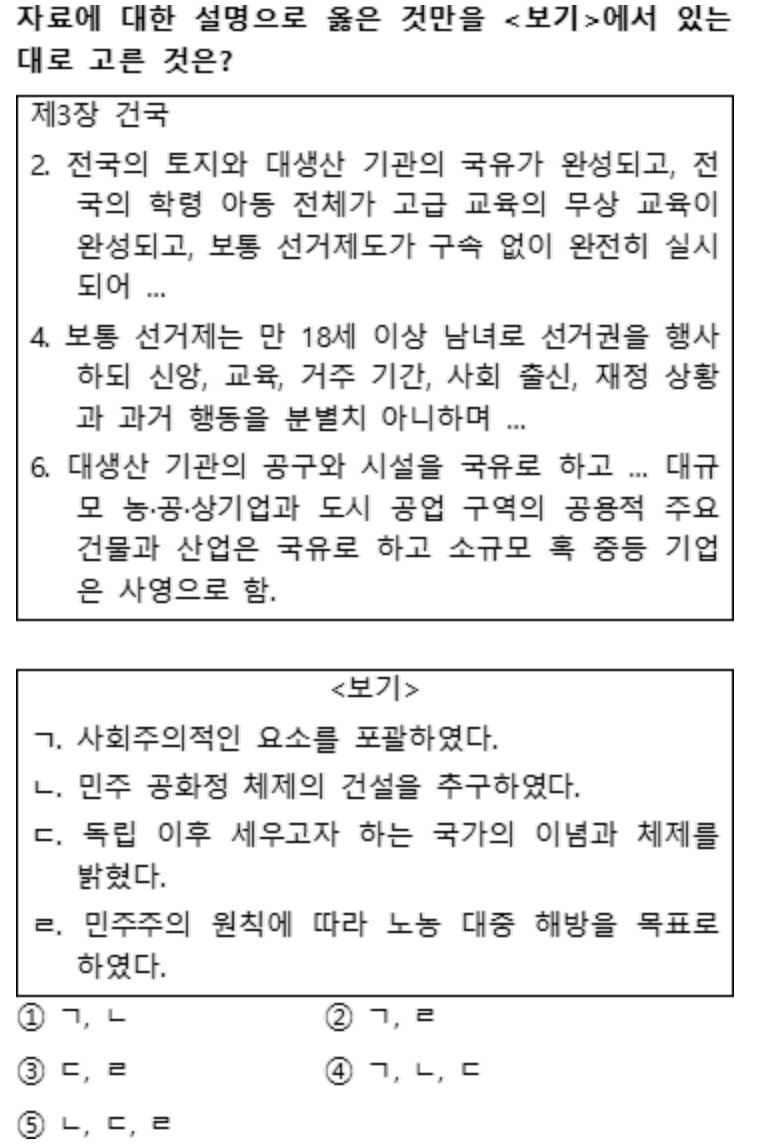 자료에 대한 설명으로 옳은 것만을 <보기>에서 있는
대로 고른 것은?
제3장 건국
2. 전국의 토지와 대생산 기관의 국유가 완성되고, 전
국의 학령 아동 전체가 고급 교육의 무상 교육이
완성되고, 보통 선거제도가 구속 없이 완전히 실시
되어 ...
4. 보통 선거제는 만 18세 이상 남녀로 선거권을 행사
하되 신앙, 교육, 거주 기간, 사회 출신, 재정 상황
과 과거 행동을 분별치 아니하며 ...
6. 대생산 기관의 공구와 시설을 국유로 하고 ... 대규
모 농·공·상기업과 도시 공업 구역의 공용적 주요
건물과 산업은 국유로 하고 소규모 혹 중등 기업
은 사영으로 함.
<보기>
ㄱ. 사회주의적인 요소를 포괄하였다.
ㄴ. 민주 공화정 체제의 건설을 추구하였다.
ㄷ. 독립 이후 세우고자 하는 국가의 이념과 체제를
밝혔다.
ㄹ. 민주주의 원칙에 따라 노농 대중 해방을 목표로
하였다.
① ㄱ, ㄴ ② ㄱ, ㄹ
③ ㄷ, ㄹ ④ ㄱ, ㄴ, ㄷ
⑤ ㄴ, ㄷ, ㄹ